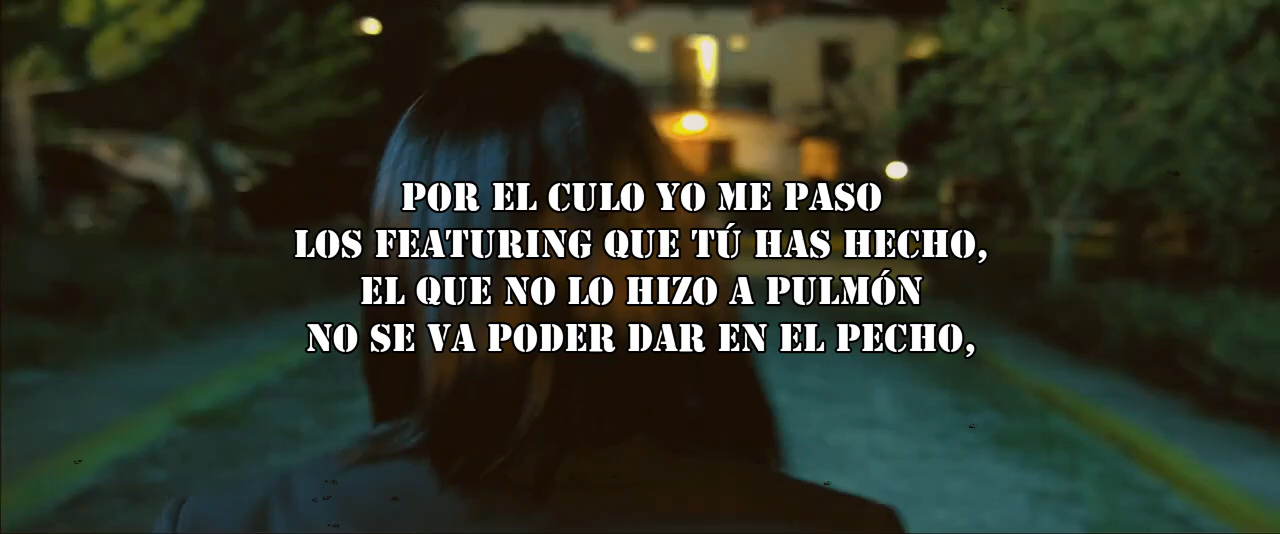 POR EL CULO YO ME PASO
LOS FEATURING QUE TÚ HAS HECHO,
EL QUE NO LO HIZO A PULMÓN
NO SE VA PODER DAR EN EL PECHO,